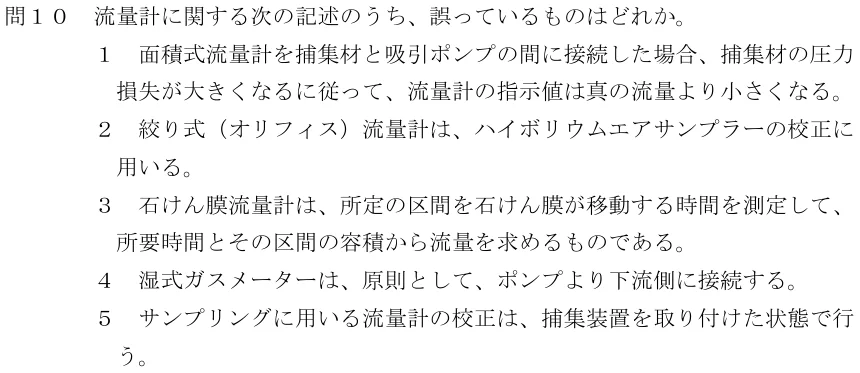 問１０　流量計に関する次の記述のうち、誤っているものはどれか。
１　面積式流量計を捕集材と吸引ポンプの間に接続した場合、捕集材の圧力
損失が大きくなるに従って、流量計の指示値は真の流量より小さくなる。
２　絞り式（オリフィス）流量計は、ハイボリウムエアサンプラーの校正に
用いる。
３　石けん膜流量計は、所定の区間を石けん膜が移動する時間を測定して、
所要時間とその区間の容積から流量を求めるものである。
４　湿式ガスメーターは、原則として、ポンプより下流側に接続する。
５　サンプリングに用いる流量計の校正は、捕集装置を取り付けた状態で行
う。